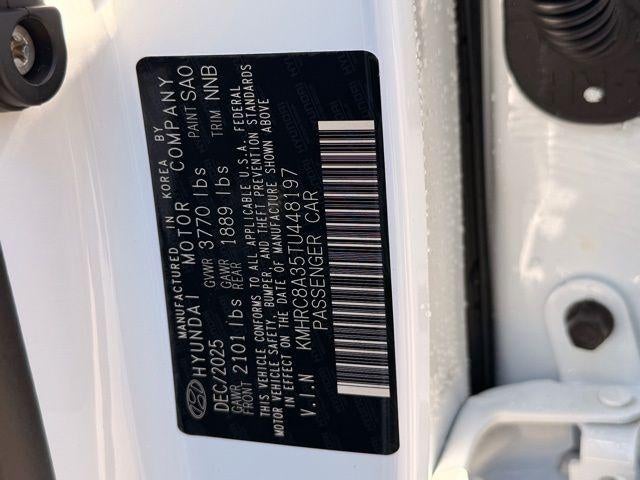 MANUFACTURED IN KOREA BY
HYUNDAI MOTOR COMPANY
DEC/2025 GVWR 3770 lbs PAINT SAO
GAWR FRONT 2101 lbs GAWR REAR 1889 lbs TRIM NNB
THIS VEHICLE CONFORMS TO ALL APPLICABLE U.S.A. FEDERAL
MOTOR VEHICLE SAFETY, BUMPER, AND THEFT PREVENTION STANDARDS
IN EFFECT ON THE DATE OF MANUFACTURE SHOWN ABOVE
V.I.N KMHRC8A35TU448197
PASSENGER CAR